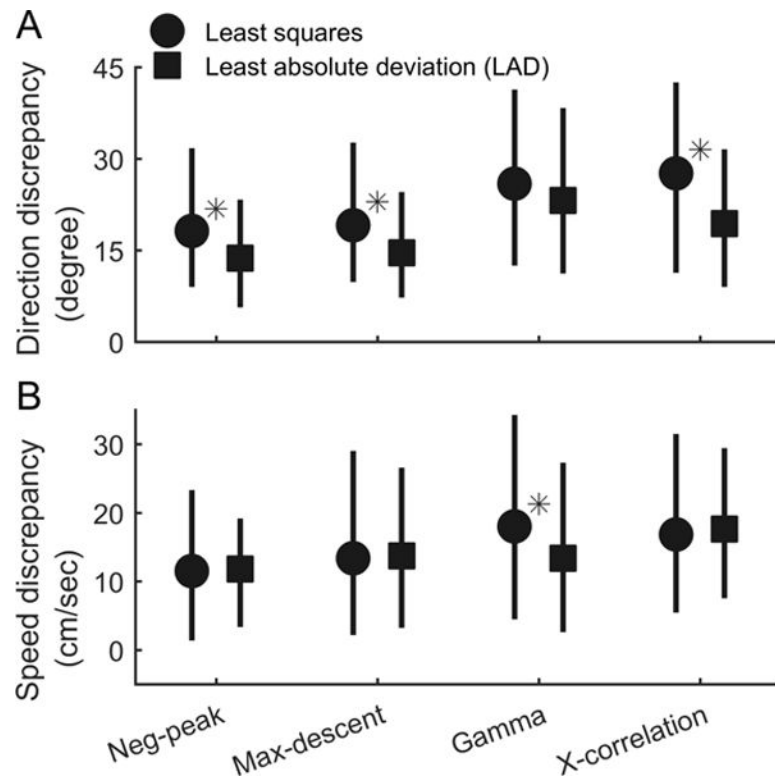 A
Least squares
Least absolute deviation (LAD)
Direction discrepancy
(degree)
45
30
15
0
B
Speed discrepancy
(cm/sec)
30
20
10
0
Neg-peak
Max-descent
Gamma
X-correlation